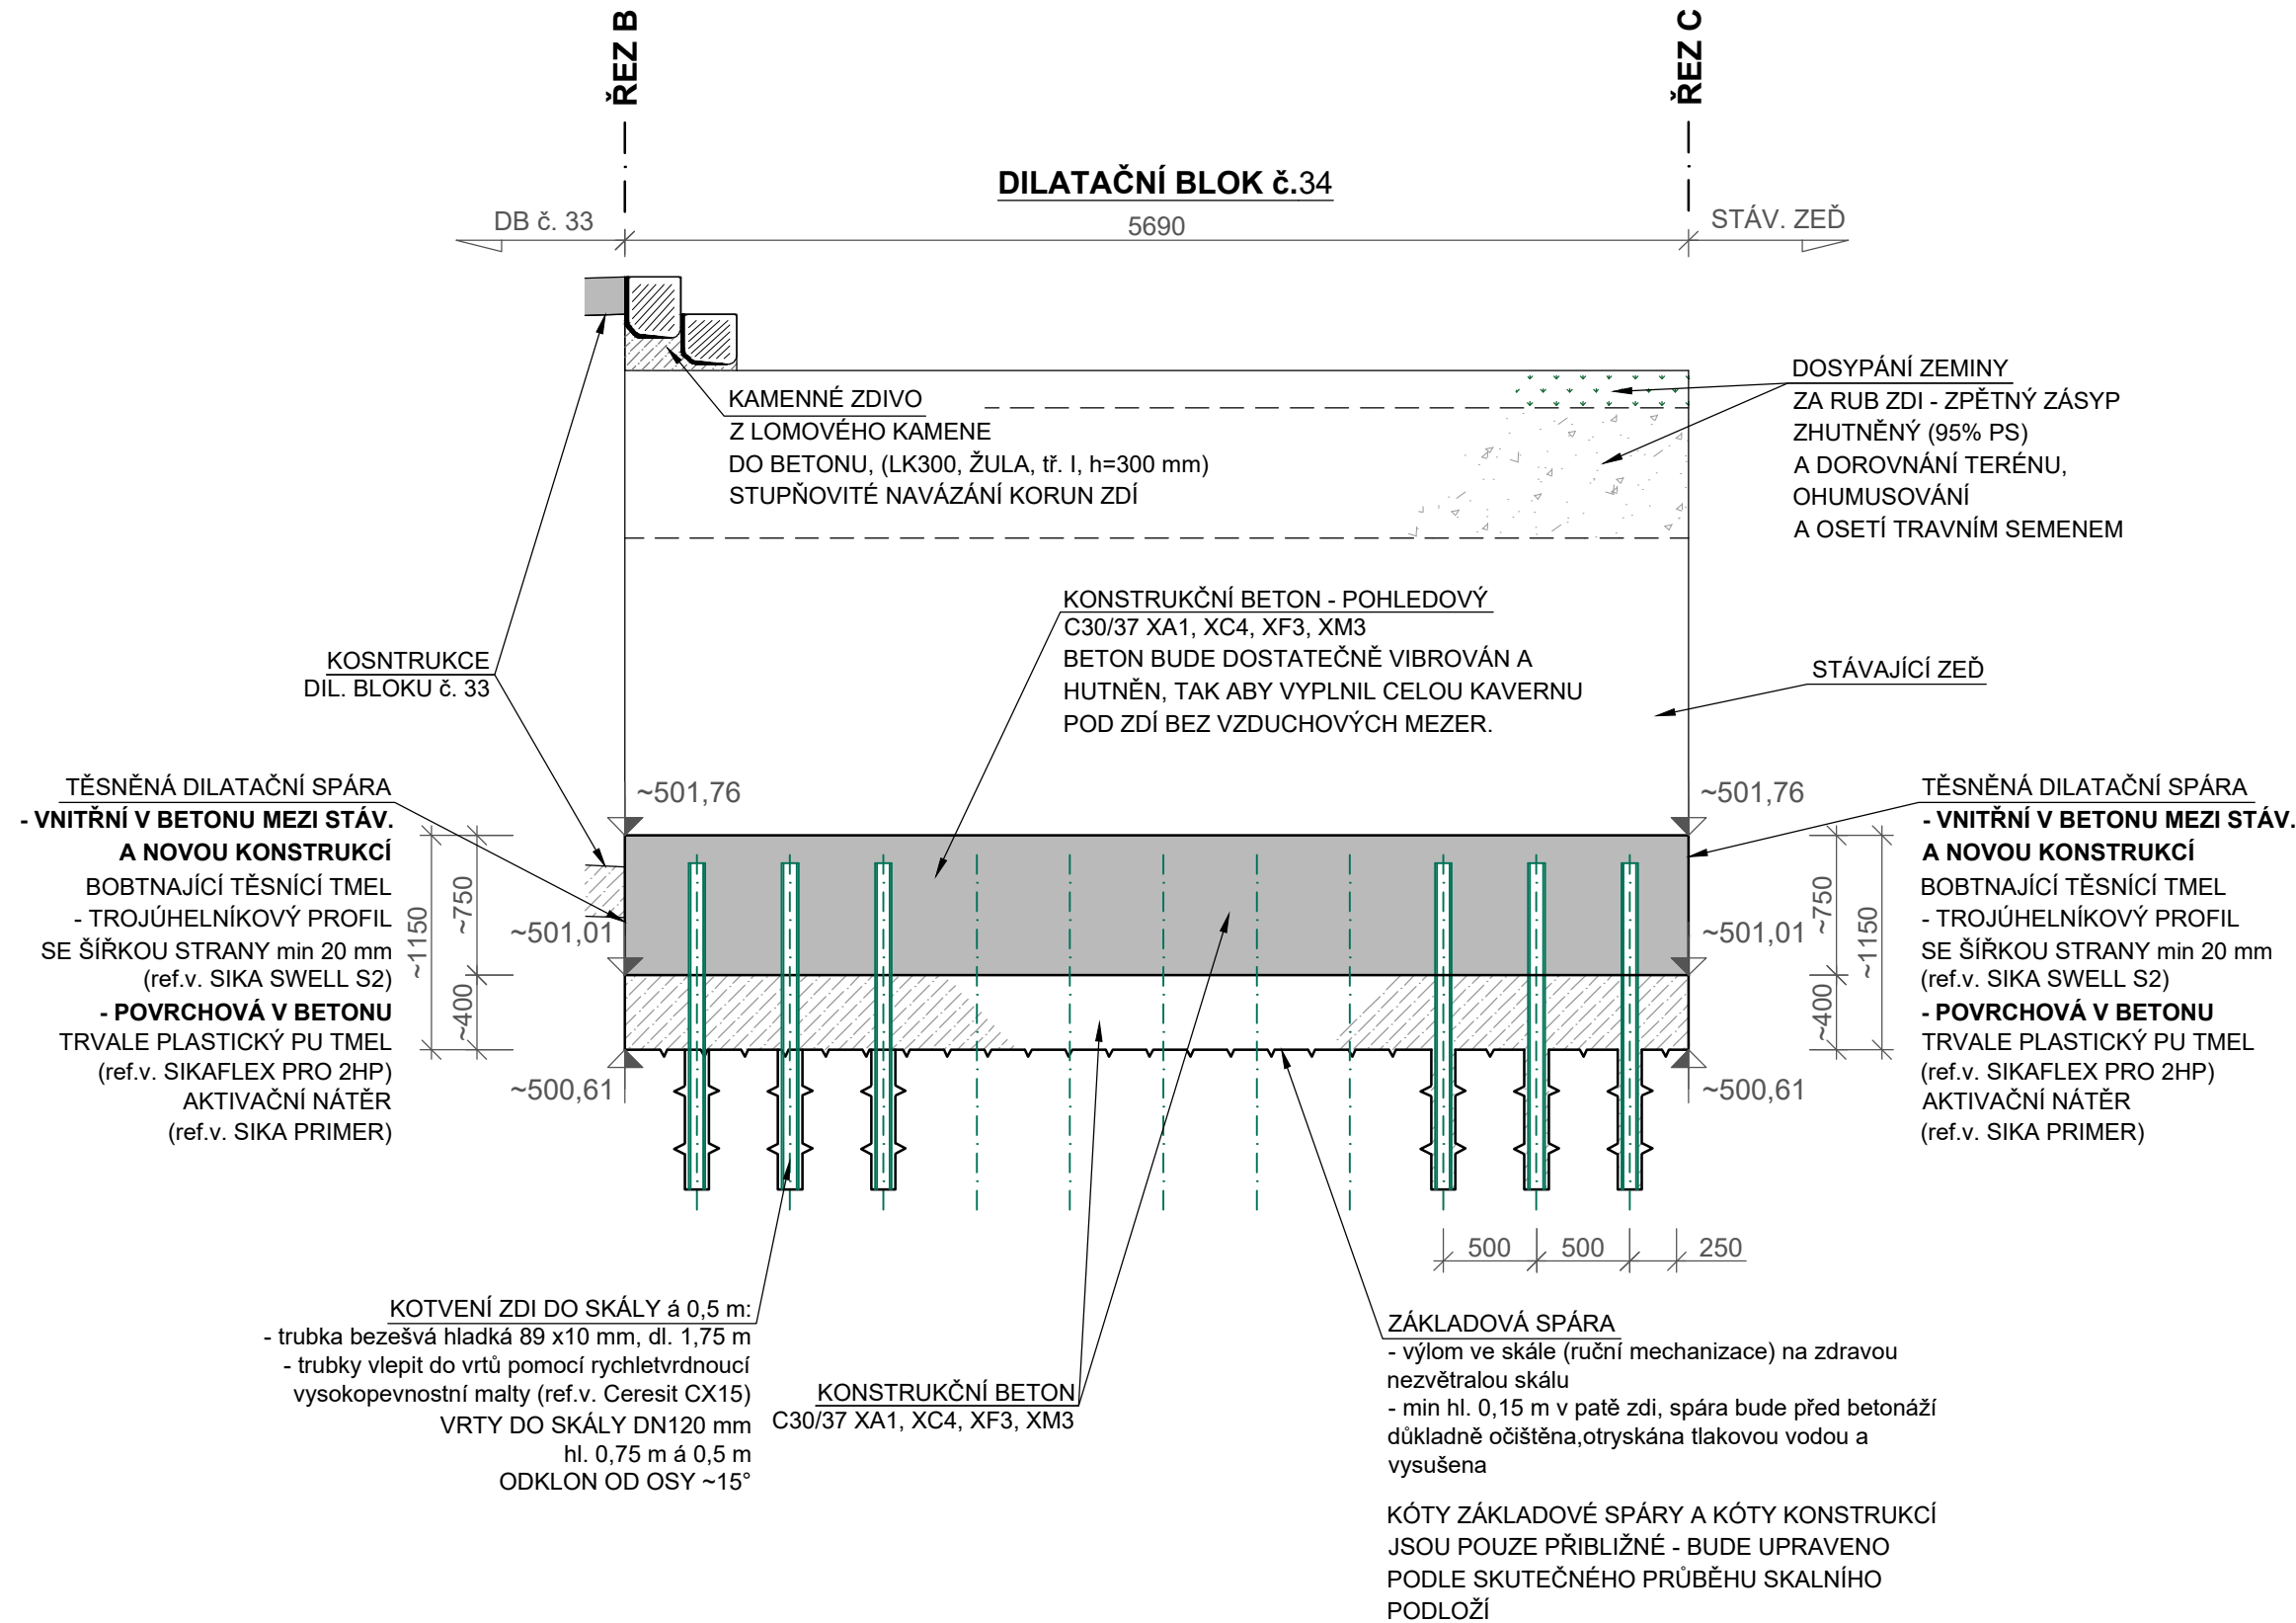 ŘEZ B
ŘEZ C
DILATAČNÍ BLOK č.34
DB č. 33
5690
STÁV. ZEĎ
KAMENNÉ ZDIVO
Z LOMOVÉHO KAMENE
DO BETONU, (LK300, ŽULA, tř. I, h=300 mm)
STUPŇOVITÉ NAVÁZÁNÍ KORUN ZDÍ
DOSYPÁNÍ ZEMINY
ZA RUB ZDI - ZPĚTNÝ ZÁSYP
ZHUTNĚNÝ (95% PS)
A DOROVNÁNÍ TERÉNU,
OHUMUSOVÁNÍ
A OSETÍ TRAVNÍM SEMENEM
KONSTRUKČNÍ BETON - POHLEDOVÝ
C30/37 XA1, XC4, XF3, XM3
BETON BUDE DOSTATEČNĚ VIBROVÁN A
HUTNĚN, TAK ABY VYPLNIL CELOU KAVERNU
POD ZDÍ BEZ VZDUCHOVÝCH MEZER.
KOSNTRUKCE
DIL. BLOKU č. 33
STÁVAJÍCÍ ZEĎ
TĚSNĚNÁ DILATAČNÍ SPÁRA
- VNITŘNÍ V BETONU MEZI STÁV.
A NOVOU KONSTRUKCÍ
BOBTNAJÍCÍ TĚSNÍCÍ TMEL
- TROJÚHELNÍKOVÝ PROFIL
SE ŠÍŘKOU STRANY min 20 mm
(ref.v. SIKA SWELL S2)
- POVRCHOVÁ V BETONU
TRVALE PLASTICKÝ PU TMEL
(ref.v. SIKAFLEX PRO 2HP)
AKTIVAČNÍ NÁTĚR
(ref.v. SIKA PRIMER)
~1150
~750
~400
~501,76
~501,01
~500,61
~501,76
~501,01
~500,61
~750
~400
~1150
TĚSNĚNÁ DILATAČNÍ SPÁRA
- VNITŘNÍ V BETONU MEZI STÁV.
A NOVOU KONSTRUKCÍ
BOBTNAJÍCÍ TĚSNÍCÍ TMEL
- TROJÚHELNÍKOVÝ PROFIL
SE ŠÍŘKOU STRANY min 20 mm
(ref.v. SIKA SWELL S2)
- POVRCHOVÁ V BETONU
TRVALE PLASTICKÝ PU TMEL
(ref.v. SIKAFLEX PRO 2HP)
AKTIVAČNÍ NÁTĚR
(ref.v. SIKA PRIMER)
500
500
250
KOTVENÍ ZDI DO SKÁLY á 0,5 m:
- trubka bezešvá hladká 89 x10 mm, dl. 1,75 m
- trubky vlepit do vrtů pomocí rychletvrdnoucí
vysokopevnostní malty (ref.v. Ceresit CX15)
VRTY DO SKÁLY DN120 mm
hl. 0,75 m á 0,5 m
ODKLON OD OSY ~15°
KONSTRUKČNÍ BETON
C30/37 XA1, XC4, XF3, XM3
ZÁKLADOVÁ SPÁRA
- výlom ve skále (ruční mechanizace) na zdravou
nezvětralou skálu
- min hl. 0,15 m v patě zdi, spára bude před betonáží
důkladně očištěna,otryskána tlakovou vodou a
vysušena
KÓTY ZÁKLADOVÉ SPÁRY A KÓTY KONSTRUKCÍ
JSOU POUZE PŘIBLIŽNÉ - BUDE UPRAVENO
PODLE SKUTEČNÉHO PRŮBĚHU SKALNÍHO
PODLOŽÍ